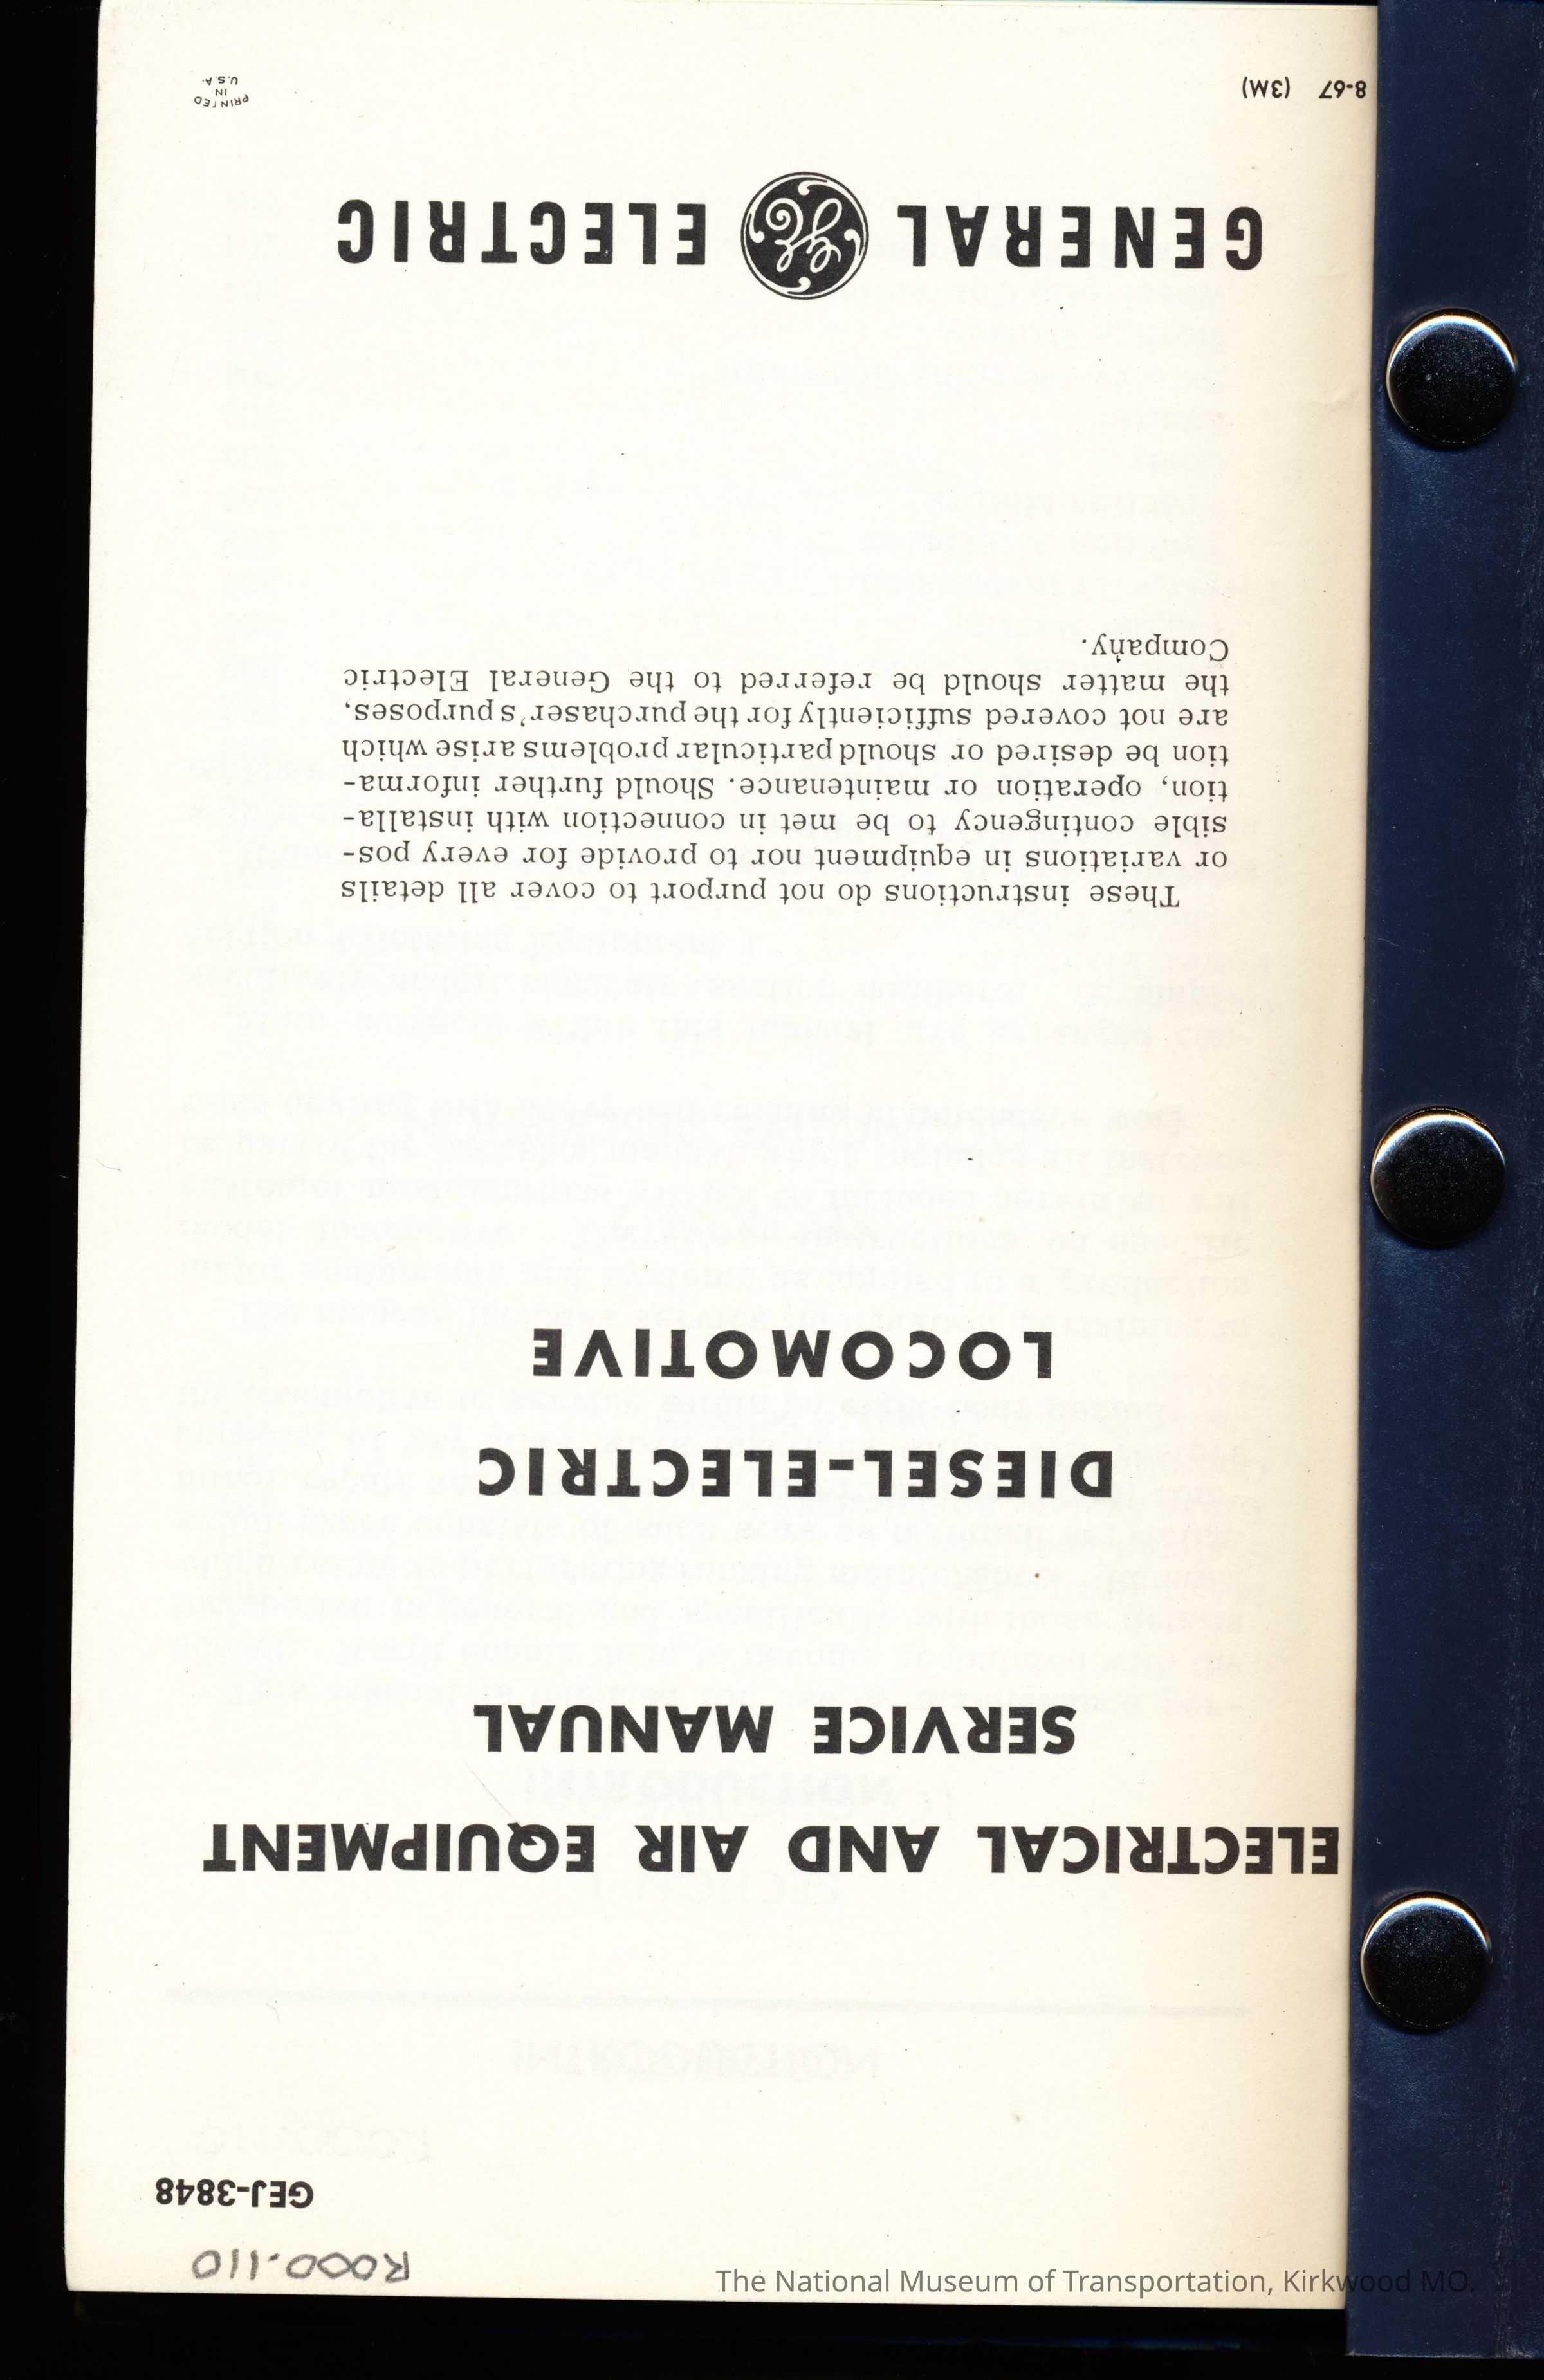 R000.110
GEJ-3848
ELECTRICAL AND AIR EQUIPMENT
SERVICE MANUAL
DIESEL-ELECTRIC
LOCOMOTIVE
These instructions do not purport to cover all details
or variations in equipment nor to provide for every pos-
sible contingency to be met in connection with installa-
tion, operation or maintenance. Should further informa-
tion be desired or should particular problems arise which
are not covered sufficiently for the purchaser's purposes,
the matter should be referred to the General Electric
Company.
GENERAL GE ELECTRIC
8-67 (3M)
PRINTED
IN
U.S.A.
The National Museum of Transportation, Kirkwood MO.